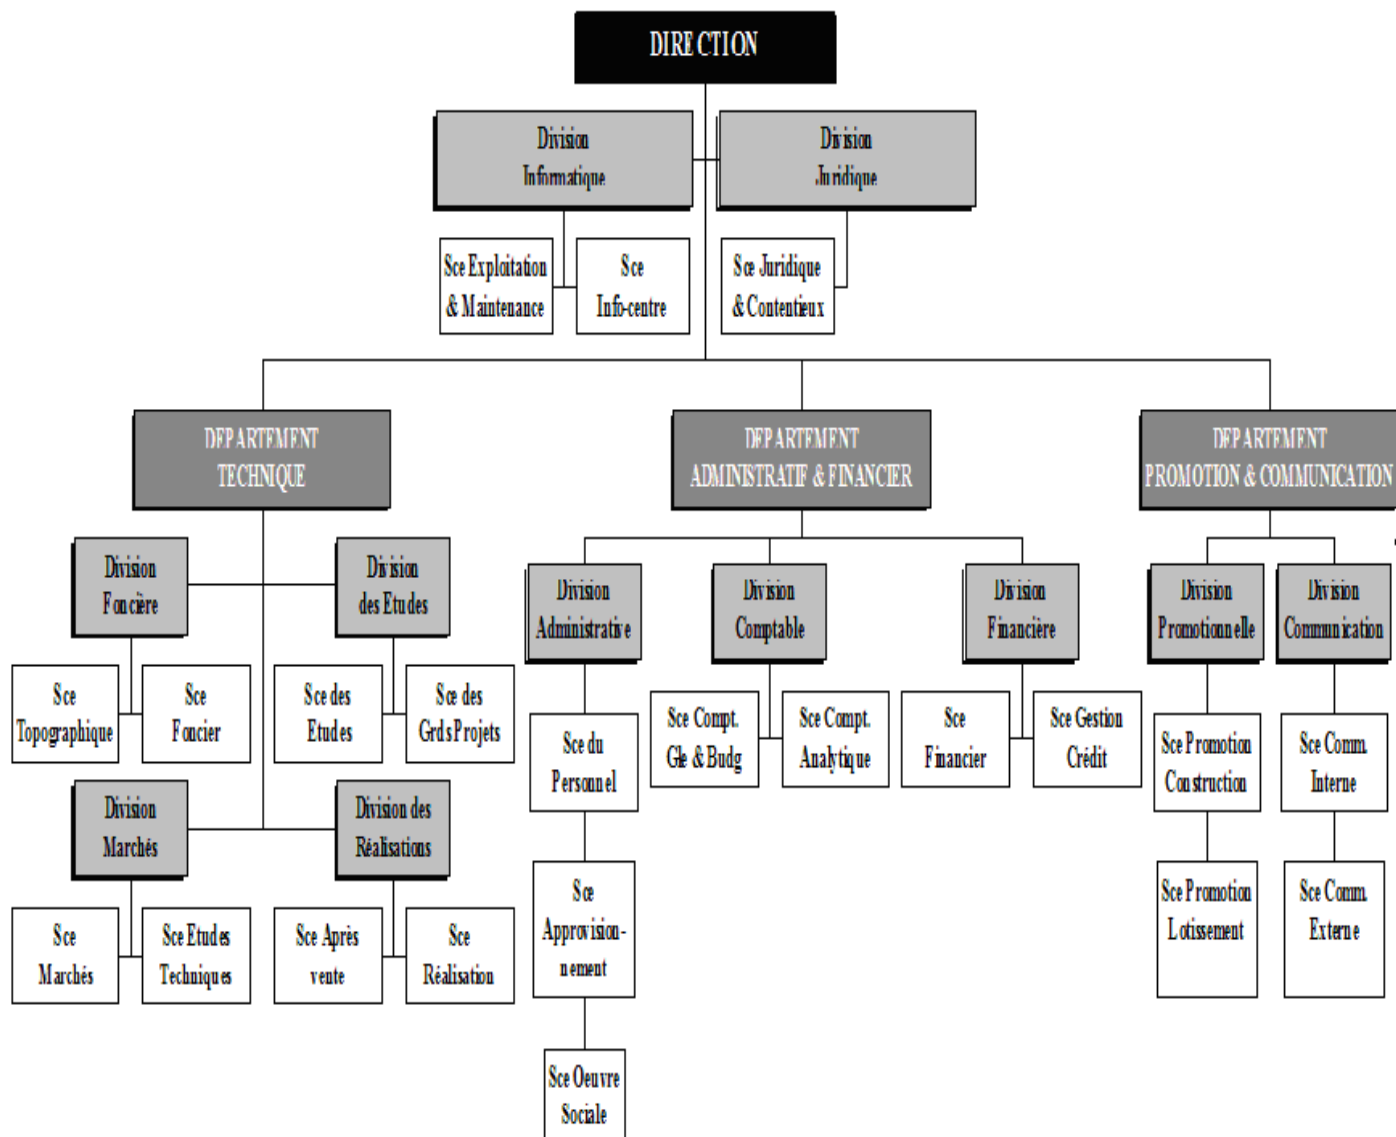 DIRECTION
Division
Informatique
Division
Juridique
Sce Exploitation
& Maintenance
Sce
Info-centre
Sce Juridique
& Contentieux
DEPARTEMENT
TECHNIQUE
DEPARTEMENT
ADMINISTRATIF & FINANCIER
DEPARTEMENT
PROMOTION & COMMUNICATION
Division
Foncière
Division
des Etudes
Division
Administrative
Division
Comptable
Division
Financière
Division
Promotionnelle
Division
Communication
Sce
Topographique
Sce
Foncier
Sce des
Etudes
Sce des
Grds Projets
Sce du
Personnel
Sce Compt.
Gle & Budg
Sce Compt.
Analytique
Sce
Financier
Sce Gestion
Crédit
Sce Promotion
Construction
Sce Comm.
Interne
Division
Marchés
Division des
Réalisations
Sce
Marchés
Sce Etudes
Techniques
Sce Après
vente
Sce
Réalisation
Sce
Approvision-
nement
Sce Promotion
Lotissement
Sce Comm.
Externe
Sce Oeuvre
Sociale